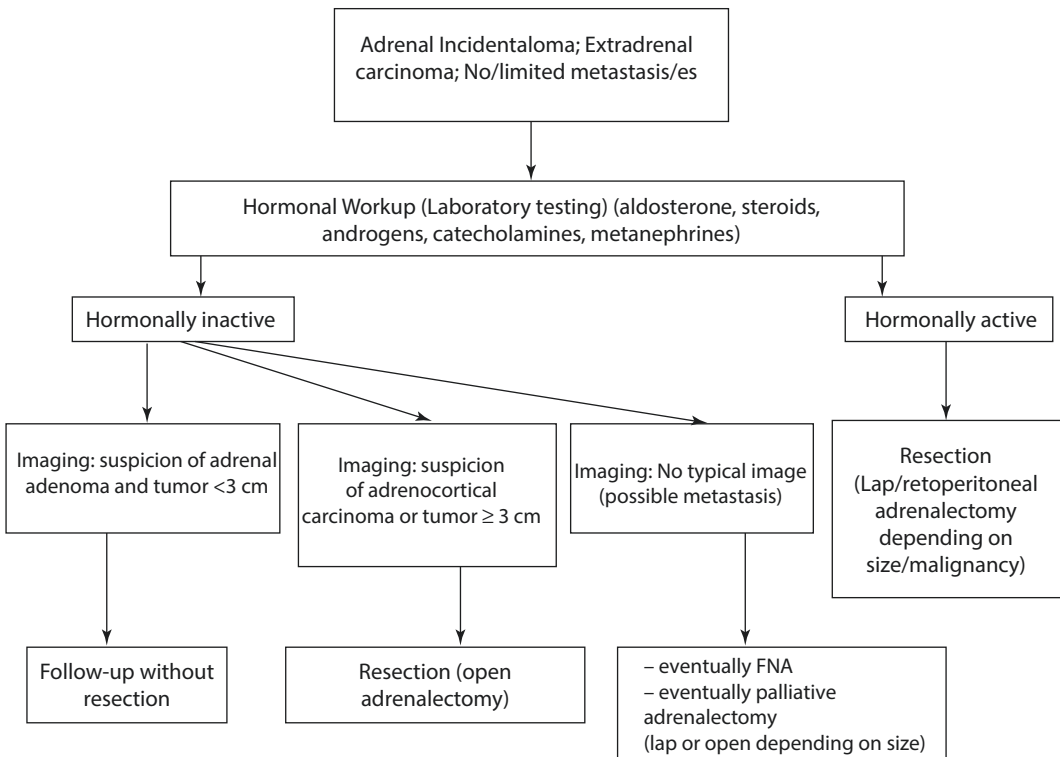 Adrenal Incidentaloma; Extradrenal
carcinoma; No/limited metastasis/es
Hormonal Workup (Laboratory testing) (aldosterone, steroids,
androgens, catecholamines, metanephrines)
Hormonally inactive
Hormonally active
Imaging: suspicion of adrenal
adenoma and tumor <3 cm
Imaging: suspicion
of adrenocortical
carcinoma or tumor ≥ 3 cm
Imaging: No typical image
(possible metastasis)
Resection
(Lap/retoperitoneal
adrenalectomy
depending on
size/malignancy)
Follow-up without
resection
Resection (open
adrenalectomy)
– eventually FNA
– eventually palliative
adrenalectomy
(lap or open depending on size)